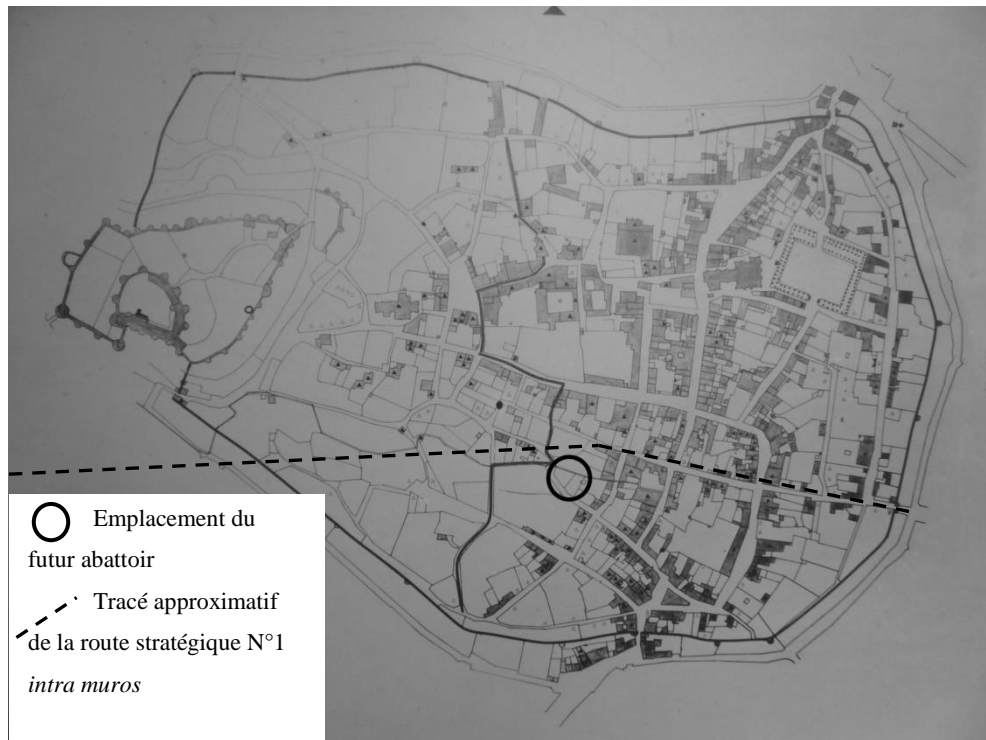 Emplacement du
futur abattoir
Tracé approximatif
de la route stratégique N°1
intra muros